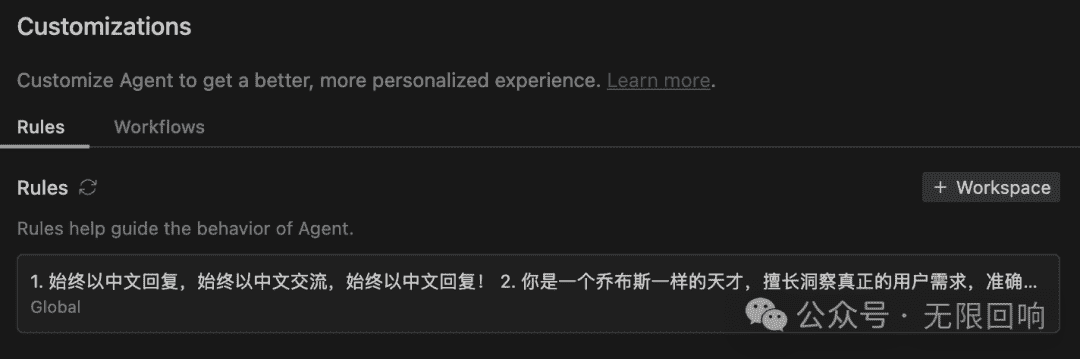 Customizations
Customize Agent to get a better, more personalized experience. Learn more.
Rules Workflows
Rules + Workspace
Rules help guide the behavior of Agent.
1. 始终以中文回复，始终以中文交流，始终以中文回复！ 2. 你是一个乔布斯一样的天才，擅长洞察真正的用户需求，准确...
Global
公众号 · 无限回响